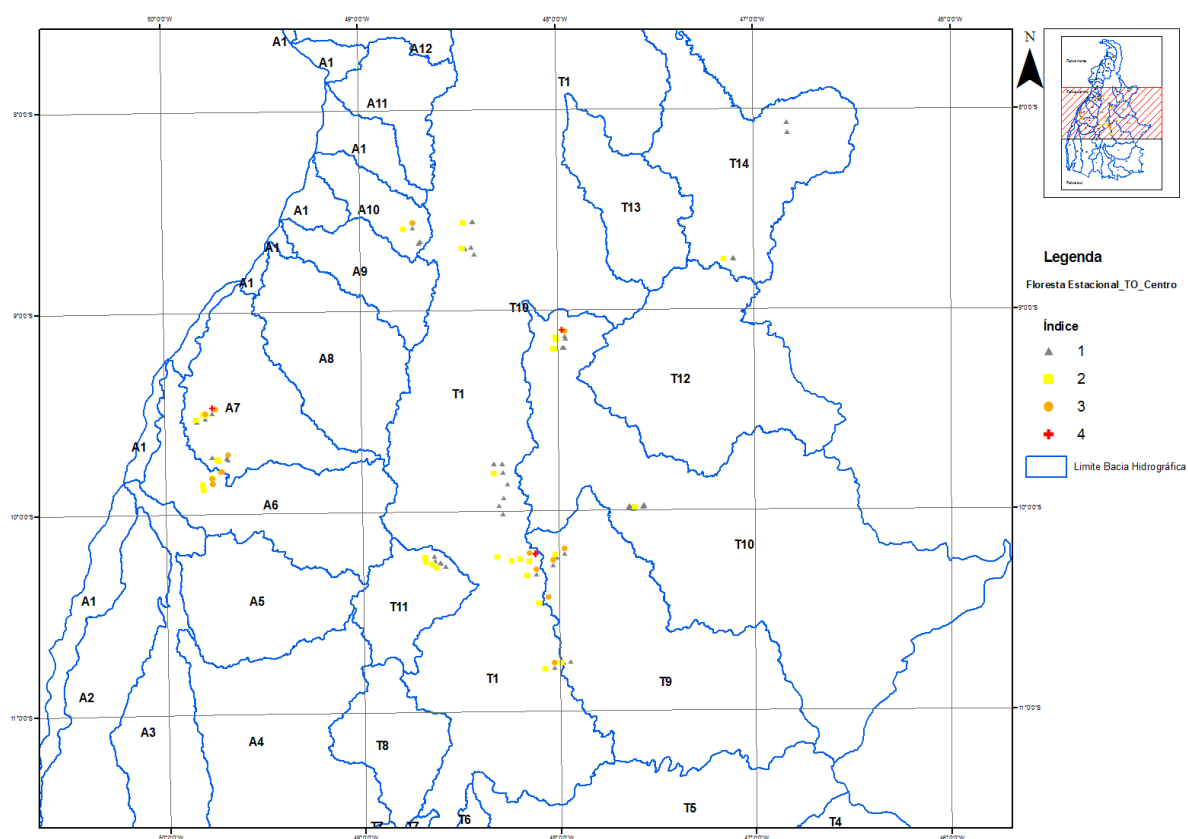 50°0'0"W 49°0'0"W 48°0'0"W 47°0'0"W 46°0'0"W
A1 A12
A1
T1
A11
8°0'0"S 8°0'0"S
A1
T14
A1 A10 T13
A1
A9
A1
T10
9°0'0"S 9°0'0"S
A8
T12
T1
A7
A1
A6
10°0'0"S 10°0'0"S
T10
A1 A5 T11
T1 T9
A2
11°0'0"S 11°0'0"S
A3 A4 T8
T5
T7 T7 T6 T4
50°0'0"W 49°0'0"W 48°0'0"W 47°0'0"W 46°0'0"W
N
Legenda
Floresta Estacional_TO_Centro
Índice
1
2
3
4
Limite Bacia Hidrográfica